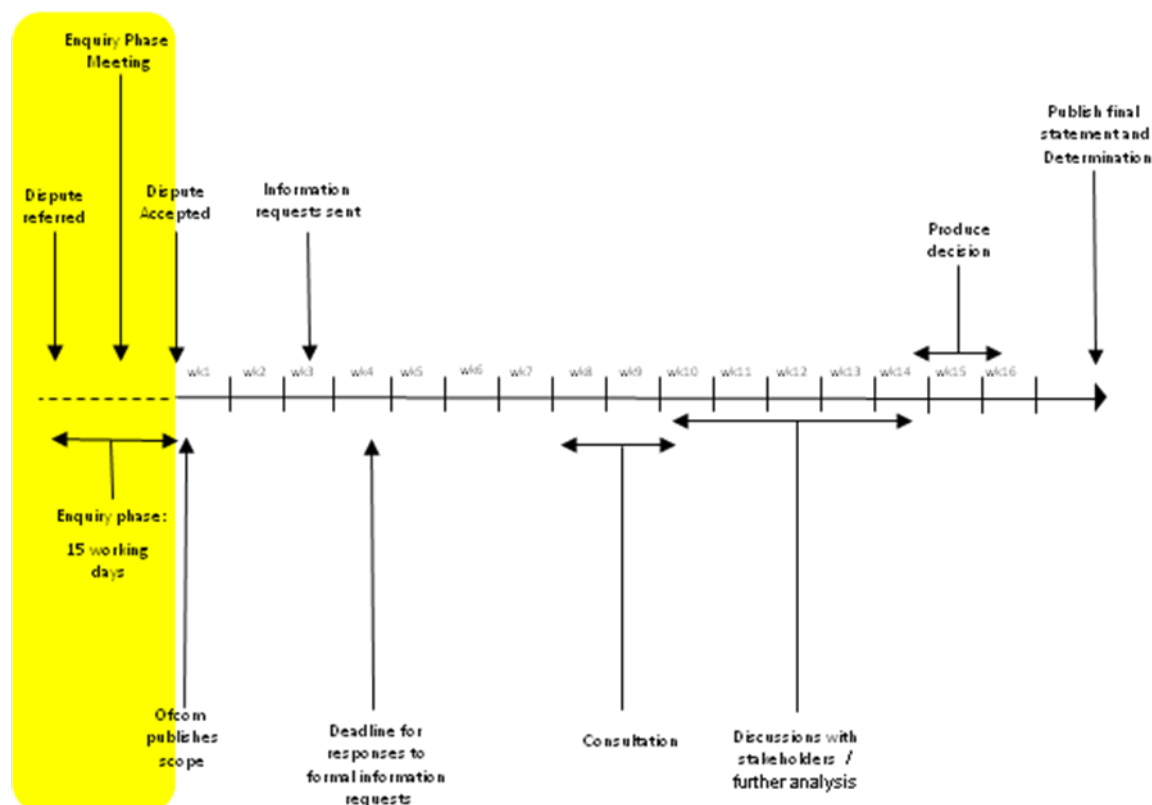 Enquiry Phase
Meeting
Dispute
referred
Dispute
Accepted
Information
requests sent
Produce
decision
Publish final
statement and
Determination
wk1 wk2 wk3 wk4 wk5 wk6 wk7 wk8 wk9 wk10 wk11 wk12 wk13 wk14 wk15 wk16
Enquiry phase:
15 working
days
Ofcom
publishes
scope
Deadline for
responses to
formal information
requests
Consultation
Discussions with
stakeholders /
further analysis